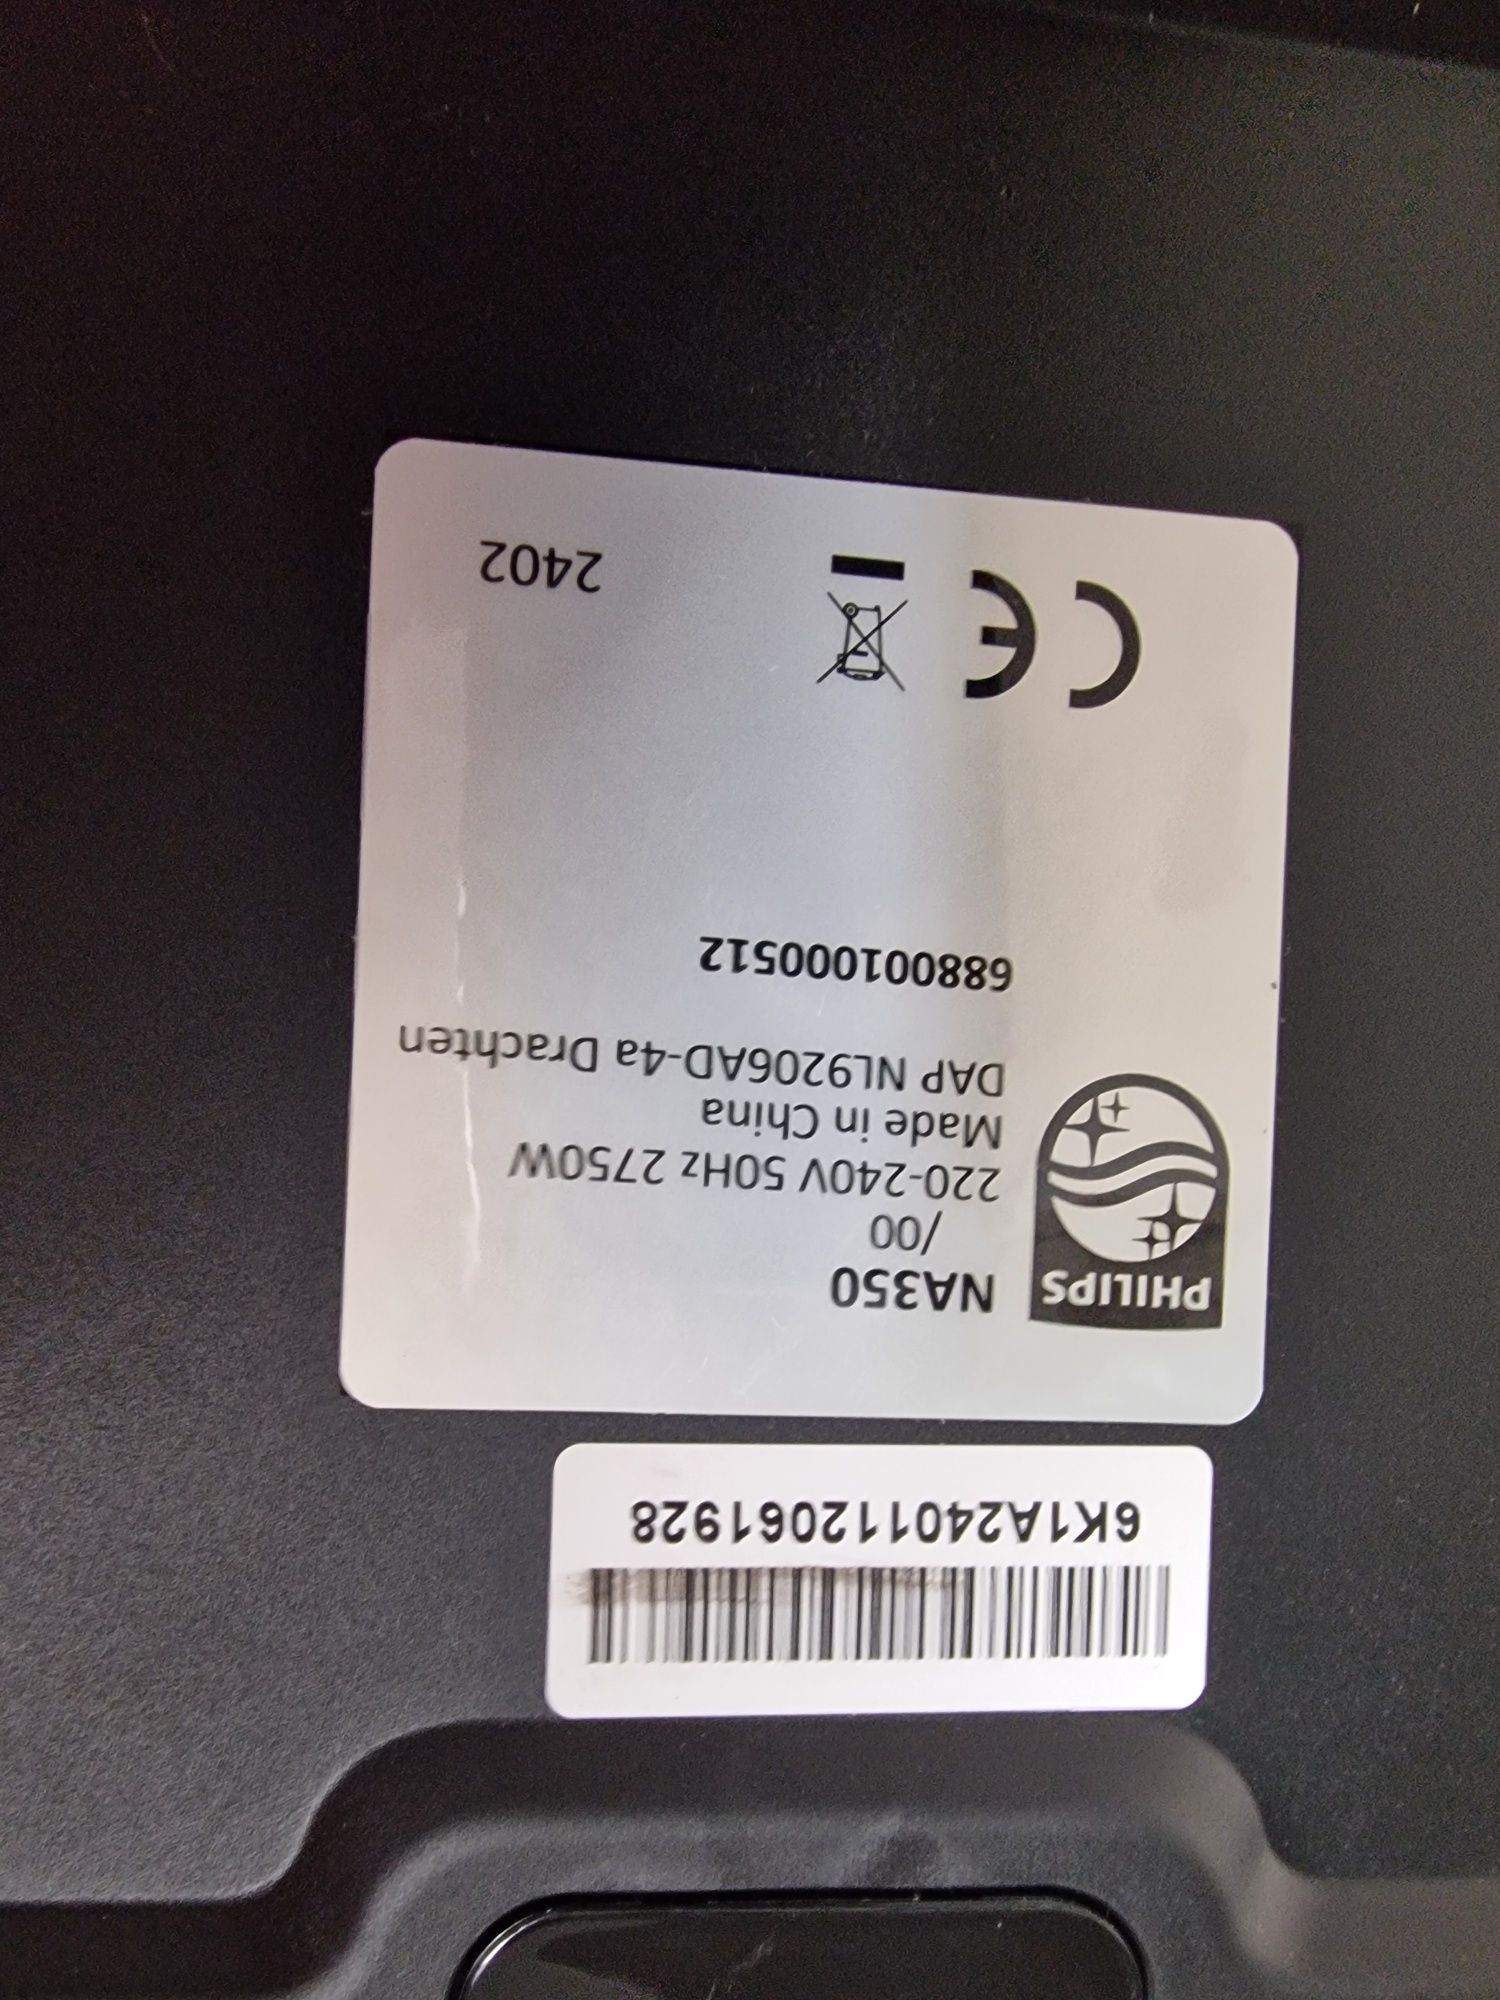 6K1A240112061928
PHILIPS
NA350
/00
220-240V 50Hz 2750W
Made in China
DAP NL9206AD-4a Drachten
688001000512
CE
2402